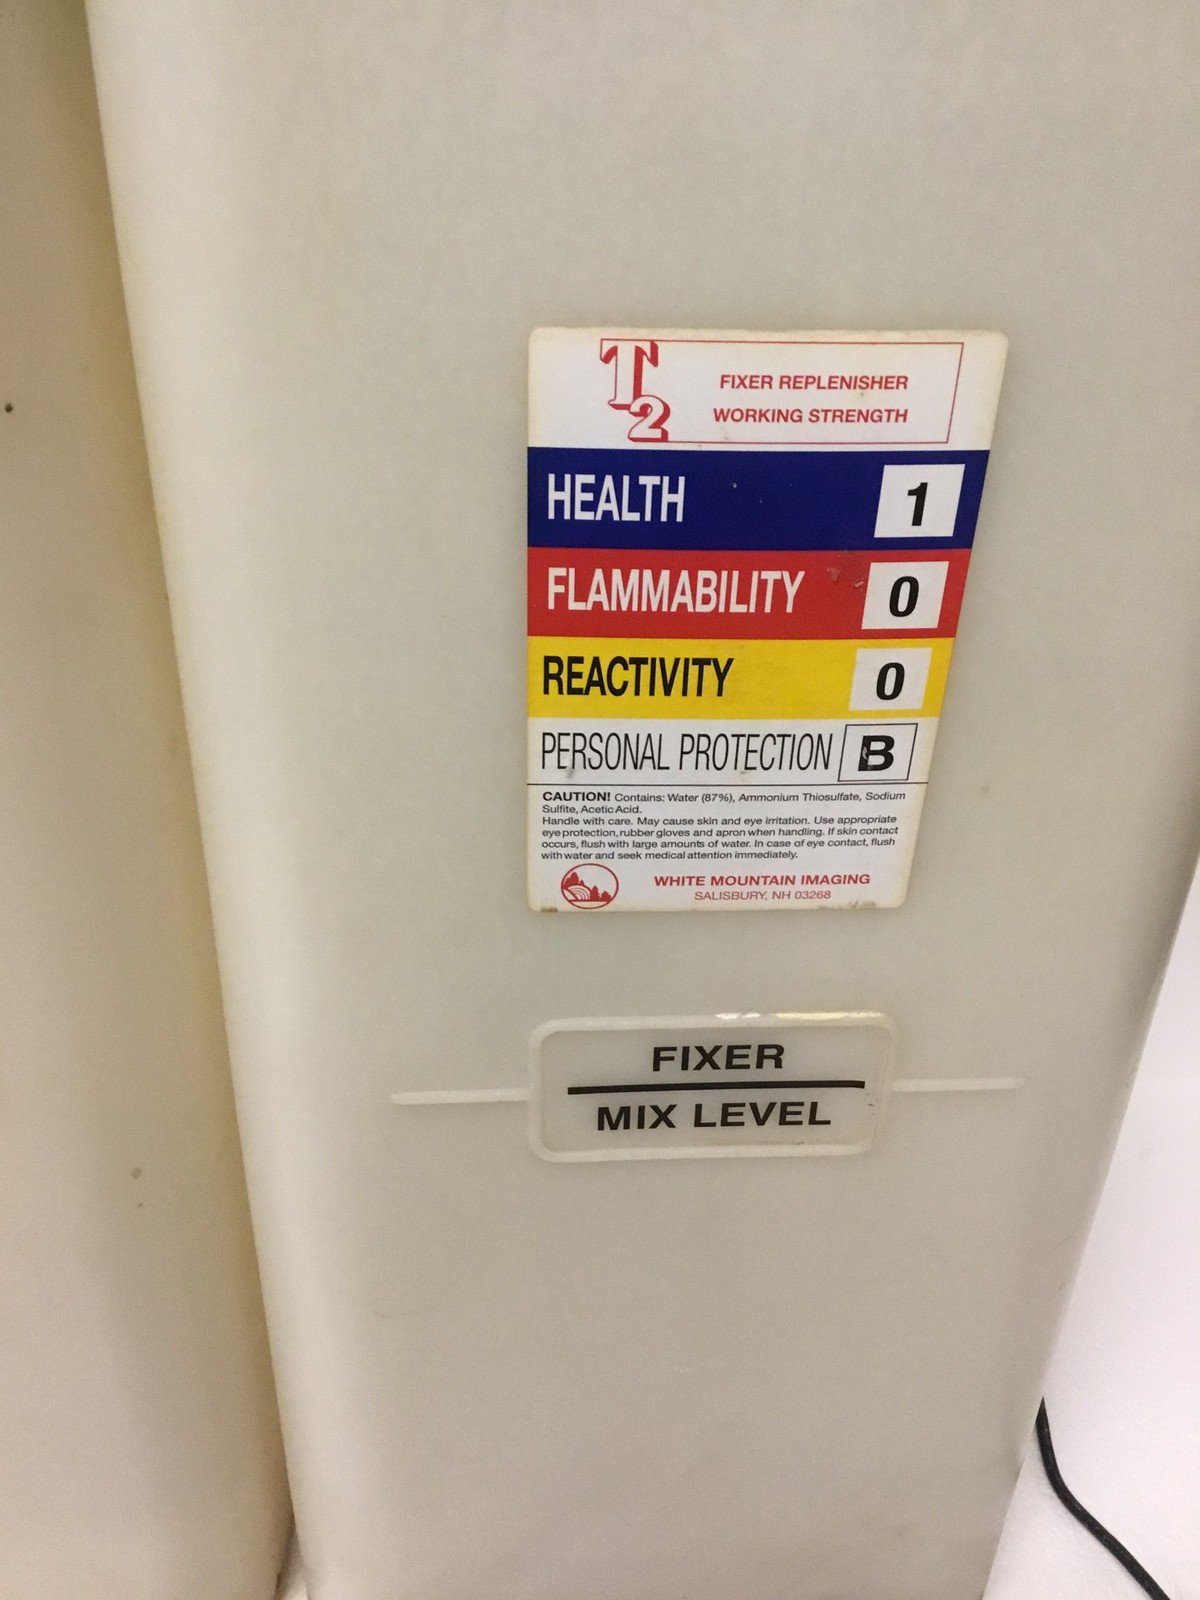 T2
FIXER REPLENISHER
WORKING STRENGTH
HEALTH 1
FLAMMABILITY 0
REACTIVITY 0
PERSONAL PROTECTION B
CAUTION! Contains: Water (87%), Ammonium Thiosulfate, Sodium
Sulfite, Acetic Acid.
Handle with care. May cause skin and eye irritation. Use appropriate
eye protection, rubber gloves and apron when handling. If skin contact
occurs, flush with large amounts of water. In case of eye contact, flush
with water and seek medical attention immediately.
WHITE MOUNTAIN IMAGING
SALISBURY, NH 03268
FIXER
MIX LEVEL